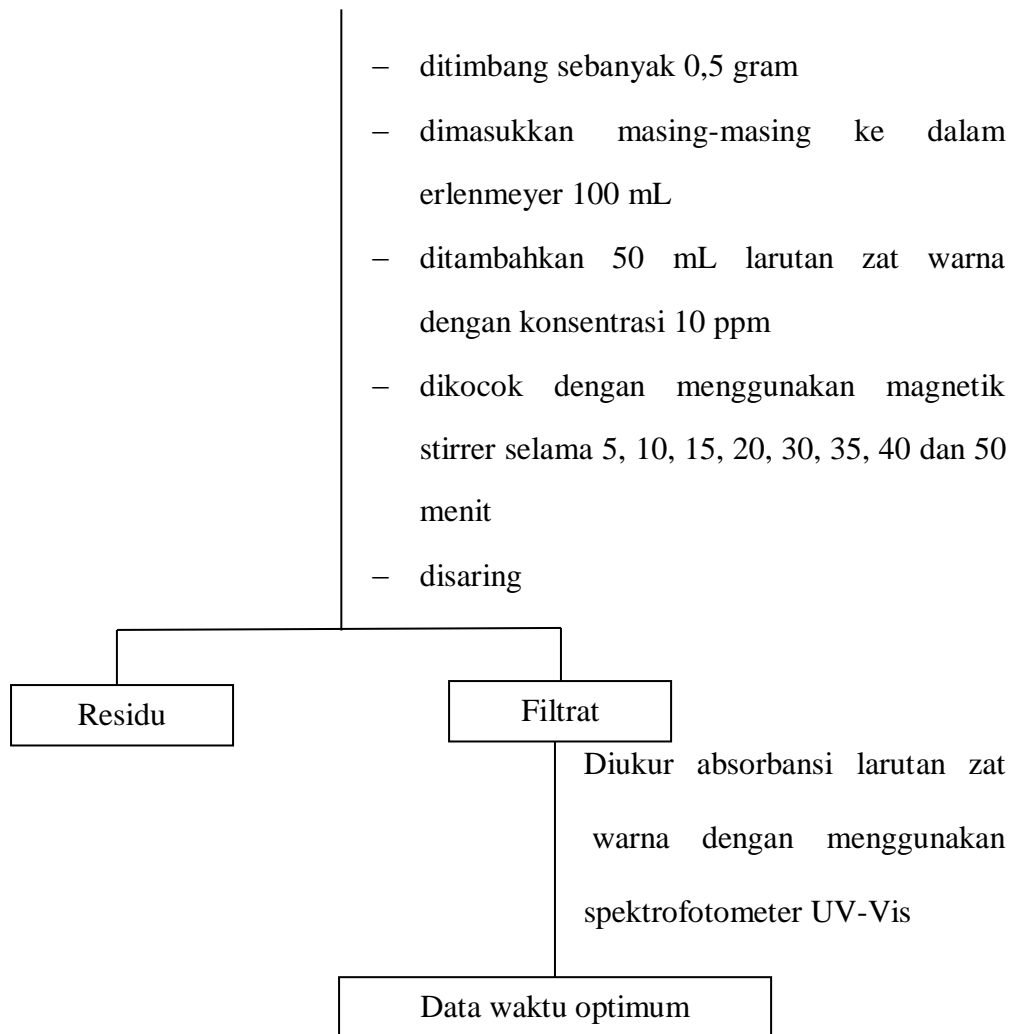 – ditimbang sebanyak 0,5 gram
– dimasukkan masing-masing ke dalam
erlenmeyer 100 mL
– ditambahkan 50 mL larutan zat warna
dengan konsentrasi 10 ppm
– dikocok dengan menggunakan magnetik
stirrer selama 5, 10, 15, 20, 30, 35, 40 dan 50
menit
– disaring
Residu
Filtrat
Diukur absorbansi larutan zat
warna dengan menggunakan
spektrofotometer UV-Vis
Data waktu optimum